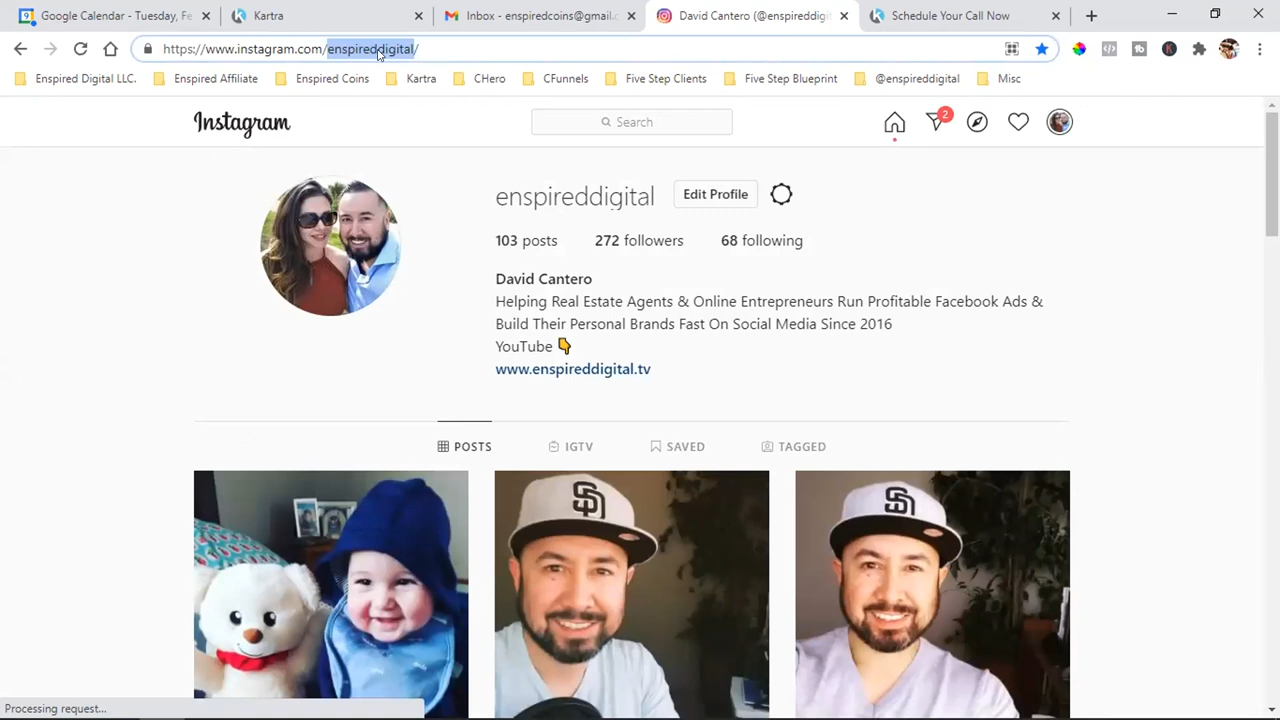 Google Calendar - Tuesday, Fe
Kartra
Inbox - enspiredcoins@gmail.c
David Cantero (@enspireddigit
Schedule Your Call Now
https://www.instagram.com/enspireddigital/
Enspired Digital LLC.
Enspired Affiliate
Enspired Coins
Kartra
CHero
CFunnels
Five Step Clients
Five Step Blueprint
@enspireddigital
Misc
Instagram
Search
2
enspireddigital
Edit Profile
103 posts
272 followers
68 following
David Cantero
Helping Real Estate Agents & Online Entrepreneurs Run Profitable Facebook Ads &
Build Their Personal Brands Fast On Social Media Since 2016
YouTube 👇
www.enspireddigital.tv
POSTS
IGTV
SAVED
TAGGED
SD
SD
Processing request...